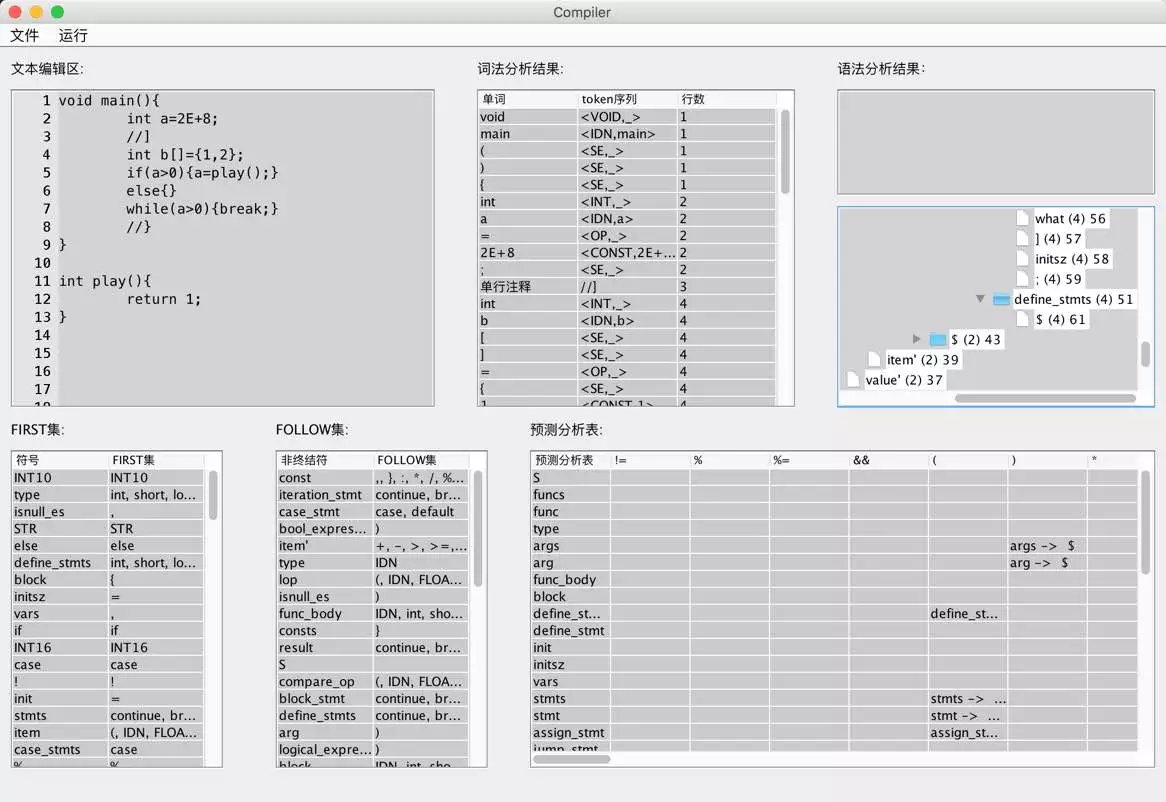 Compiler
文件 运行
文本编辑区:
1 void main(){
2 int a=2E+8;
3 //]
4 int b[]={1,2};
5 if(a>0){a=play();}
6 else{}
7 while(a>0){break;}
8 //}
9 }
10
11 int play(){
12 return 1;
13 }
14
15
16
17
词法分析结果:
单词 token序列 行数
void <VOID,_> 1
main <IDN,main> 1
( <SE,_> 1
) <SE,_> 1
{ <SE,_> 1
int <INT,_> 2
a <IDN,a> 2
= <OP,_> 2
2E+8 <CONST,2E+... 2
; <SE,_> 2
单行注释 //] 3
int <INT,_> 4
b <IDN,b> 4
[ <SE,_> 4
] <SE,_> 4
= <OP,_> 4
{ <SE,_> 4
1 <CONST,1> 4
语法分析结果:
what (4) 56
] (4) 57
initsz (4) 58
; (4) 59
define_stmts (4) 51
$ (4) 61
$ (2) 43
item' (2) 39
value' (2) 37
FIRST集:
符号 FIRST集
INT10 INT10
type int, short, lo...
isnull_es ,
STR STR
else else
define_stmts int, short, lo...
block {
initsz =
vars ,
if if
INT16 INT16
case case
! !
init =
stmts continue, br...
item (, IDN, FLOA...
case_stmts case
% %
FOLLOW集:
非终结符 FOLLOW集
const ,, }, :, *, /, %...
iteration_stmt continue, br...
case_stmt case, default
bool_expres... )
item' +, -, >, >=,...
type IDN
lop (, IDN, FLOA...
isnull_es )
func_body IDN, int, sho...
consts }
result continue, br...
S
compare_op (, IDN, FLOA...
block_stmt continue, br...
define_stmts continue, br...
arg )
logical_expre... )
block IDN, int, sho...
预测分析表:
预测分析表 != % %= && ( ) *
S
funcs
func
type
args args -> $
arg arg -> $
func_body
block
define_st... define_st...
define_stmt
init
initsz
vars
stmts stmts -> ...
stmt stmt -> ...
assign_stmt assign_st...
jump_stmt